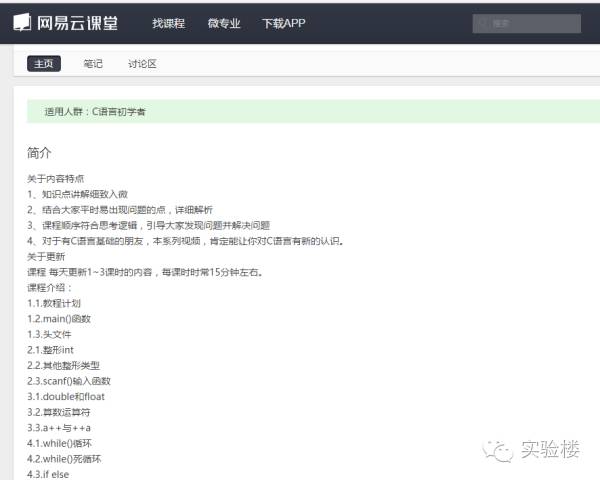 网易云课堂 找课程 微专业 下载APP 搜索
主页 笔记 讨论区
适用人群：C语言初学者
简介
关于内容特点
1、知识点讲解细致入微
2、结合大家平时易出现问题的点，详细解析
3、课程顺序符合思考逻辑，引导大家发现问题并解决问题
4、对于有C语言基础的朋友，本系列视频，肯定能让你对C语言有新的认识。
关于更新
课程 每天更新1~3课时的内容，每课时时常15分钟左右。
课程介绍：
1.1.教程计划
1.2.main()函数
1.3.头文件
2.1.整形int
2.2.其他整形类型
2.3.scanf()输入函数
3.1.double和float
3.2.算数运算符
3.3.a++与++a
4.1.while()循环
4.2.while()死循环
4.3.if else
实验楼